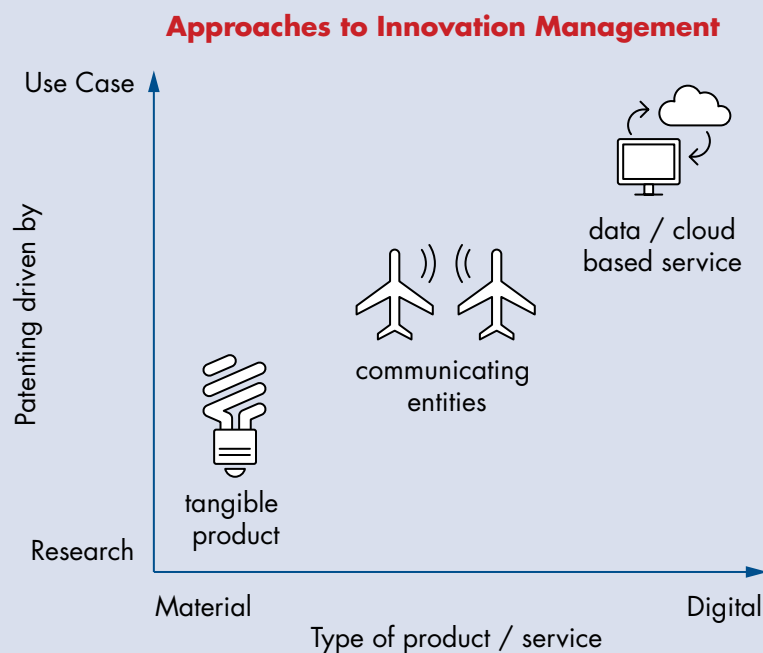 Approaches to Innovation Management
Use Case
Patenting driven by
data / cloud
based service
communicating
entities
tangible
product
Research
Material
Digital
Type of product / service